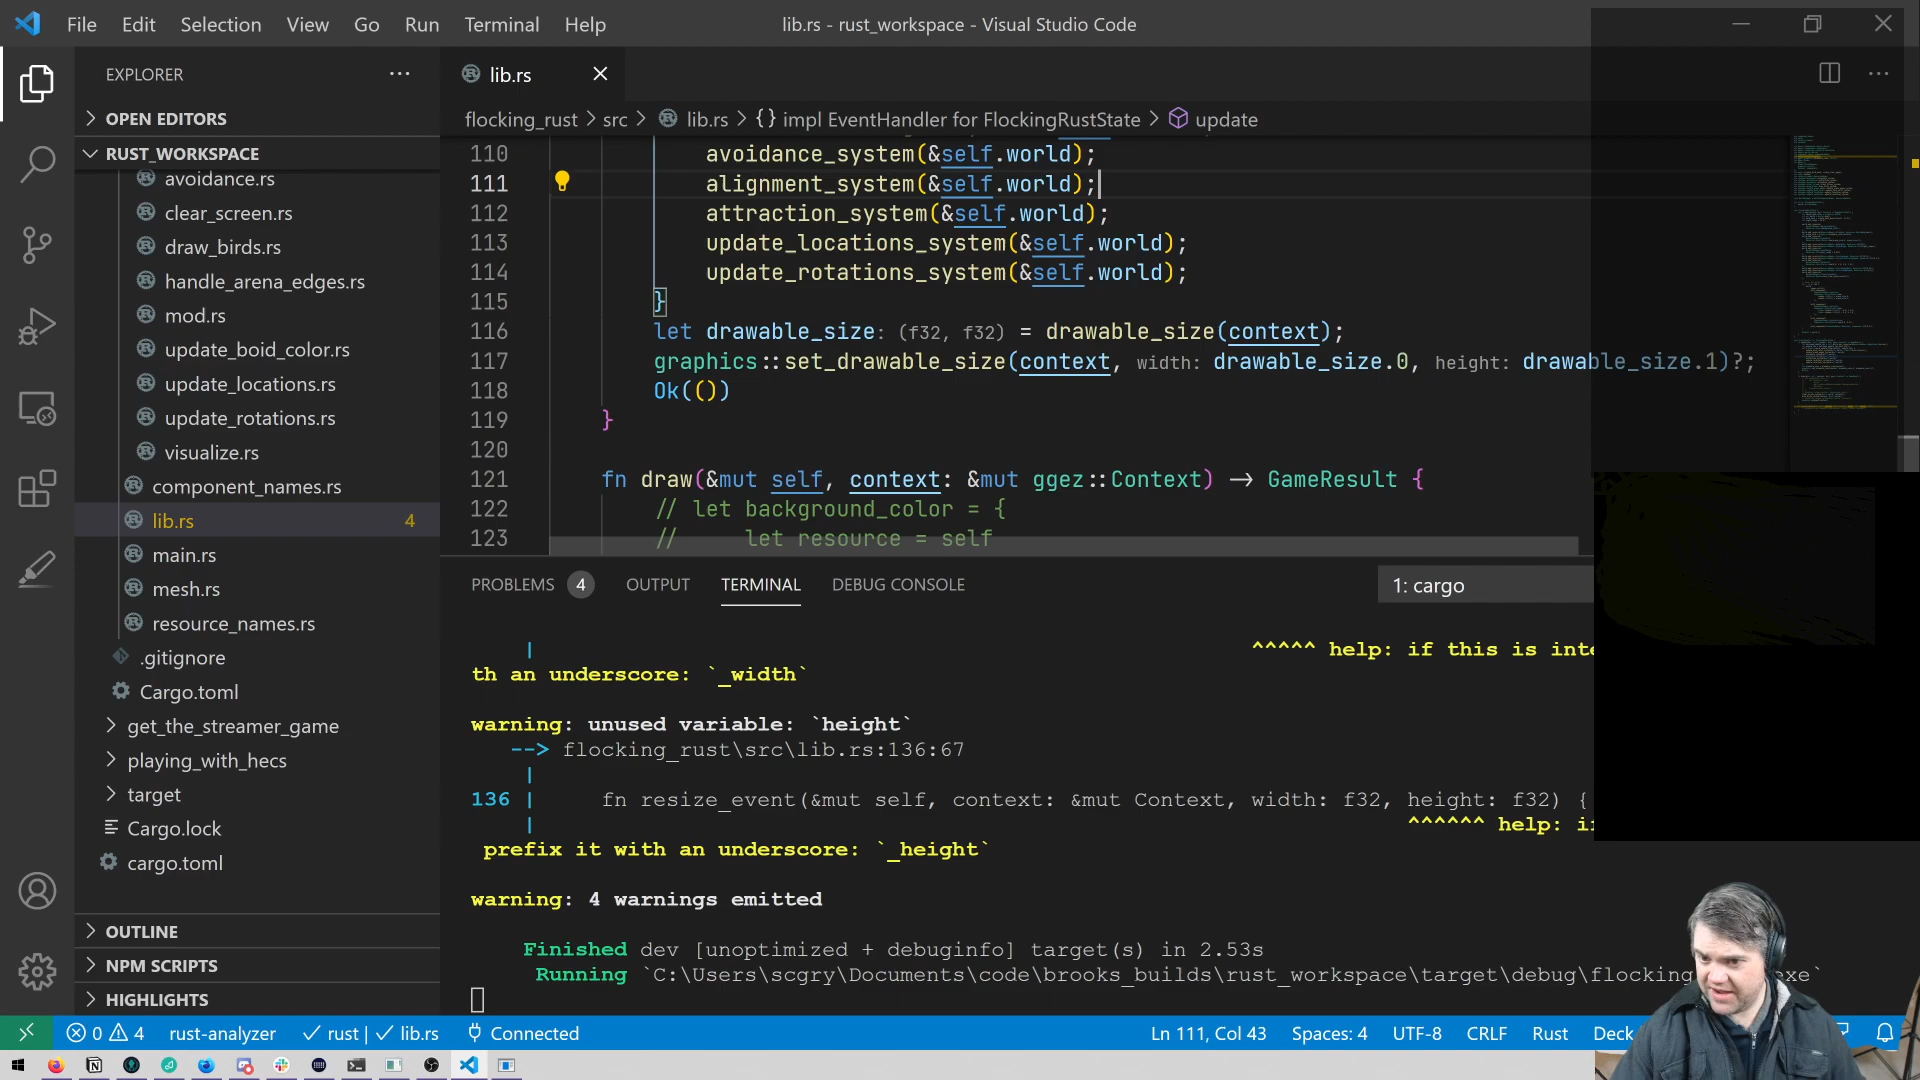 File Edit Selection View Go Run Terminal Help
lib.rs - rust_workspace - Visual Studio Code
EXPLORER
OPEN EDITORS
RUST_WORKSPACE
avoidance.rs
clear_screen.rs
draw_birds.rs
handle_arena_edges.rs
mod.rs
update_boid_color.rs
update_locations.rs
update_rotations.rs
visualize.rs
component_names.rs
lib.rs 4
main.rs
mesh.rs
resource_names.rs
.gitignore
Cargo.toml
get_the_streamer_game
playing_with_hecs
target
Cargo.lock
cargo.toml
OUTLINE
NPM SCRIPTS
HIGHLIGHTS
lib.rs
flocking_rust > src > lib.rs > {} impl EventHandler for FlockingRustState > update
110 avoidance_system(&self.world);
111 alignment_system(&self.world);
112 attraction_system(&self.world);
113 update_locations_system(&self.world);
114 update_rotations_system(&self.world);
115 }
116 let drawable_size: (f32, f32) = drawable_size(context);
117 graphics::set_drawable_size(context, width: drawable_size.0, height: drawable_size.1)?;
118 Ok(())
119 }
120
121 fn draw(&mut self, context: &mut ggez::Context) -> GameResult {
122 // let background_color = {
123 // let resource = self
PROBLEMS 4 OUTPUT TERMINAL DEBUG CONSOLE 1: cargo
| ^^^^^ help: if this is inte
th an underscore: `_width`
warning: unused variable: `height`
--> flocking_rust\src\lib.rs:136:67
|
136 | fn resize_event(&mut self, context: &mut Context, width: f32, height: f32) {
| ^^^^^^ help: i
prefix it with an underscore: `_height`
warning: 4 warnings emitted
Finished dev [unoptimized + debuginfo] target(s) in 2.53s
Running `C:\Users\scgry\Documents\code\brooks_builds\rust_workspace\target\debug\flocking xe`
0 4 rust-analyzer rust | lib.rs Connected Ln 111, Col 43 Spaces: 4 UTF-8 CRLF Rust Deck